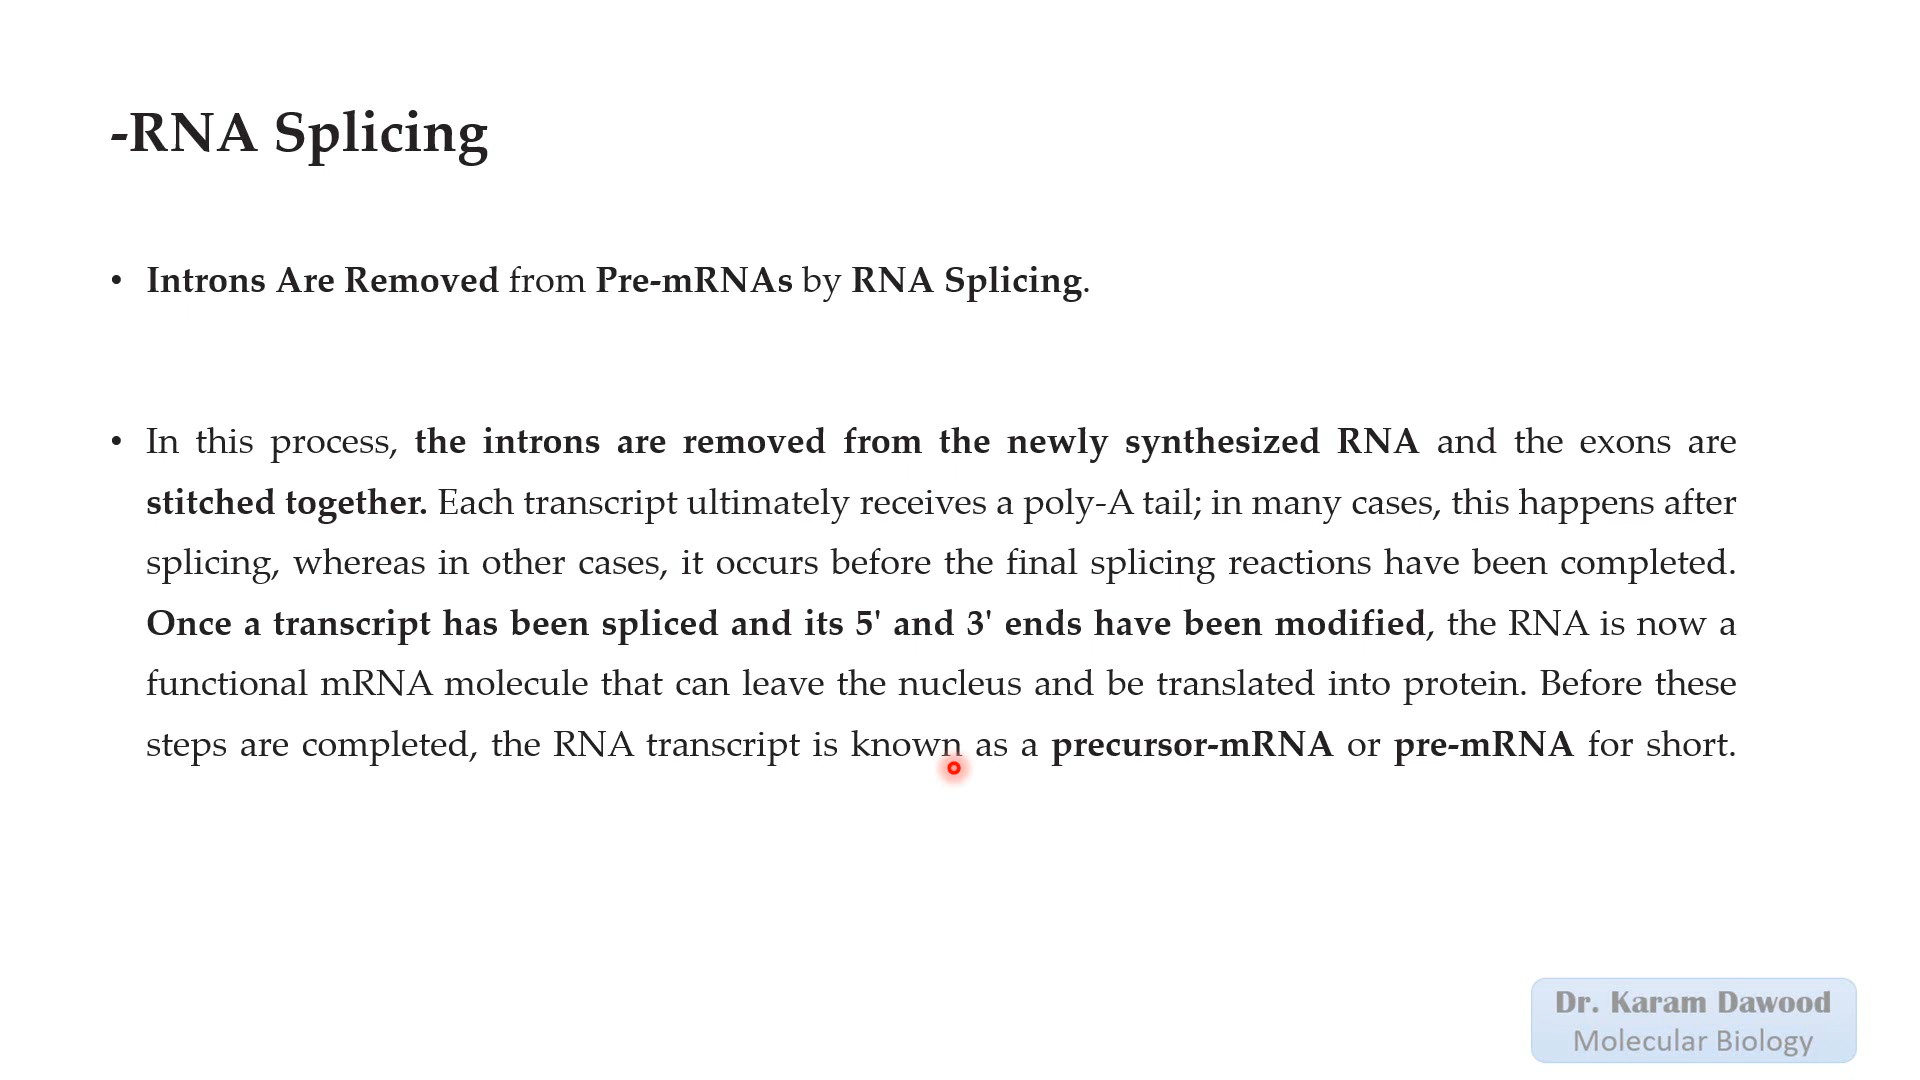 -RNA Splicing
• Introns Are Removed from Pre-mRNAs by RNA Splicing.
• In this process, the introns are removed from the newly synthesized RNA and the exons are
stitched together. Each transcript ultimately receives a poly-A tail; in many cases, this happens after
splicing, whereas in other cases, it occurs before the final splicing reactions have been completed.
Once a transcript has been spliced and its 5' and 3' ends have been modified, the RNA is now a
functional mRNA molecule that can leave the nucleus and be translated into protein. Before these
steps are completed, the RNA transcript is known as a precursor-mRNA or pre-mRNA for short.
Dr. Karam Dawood
Molecular Biology